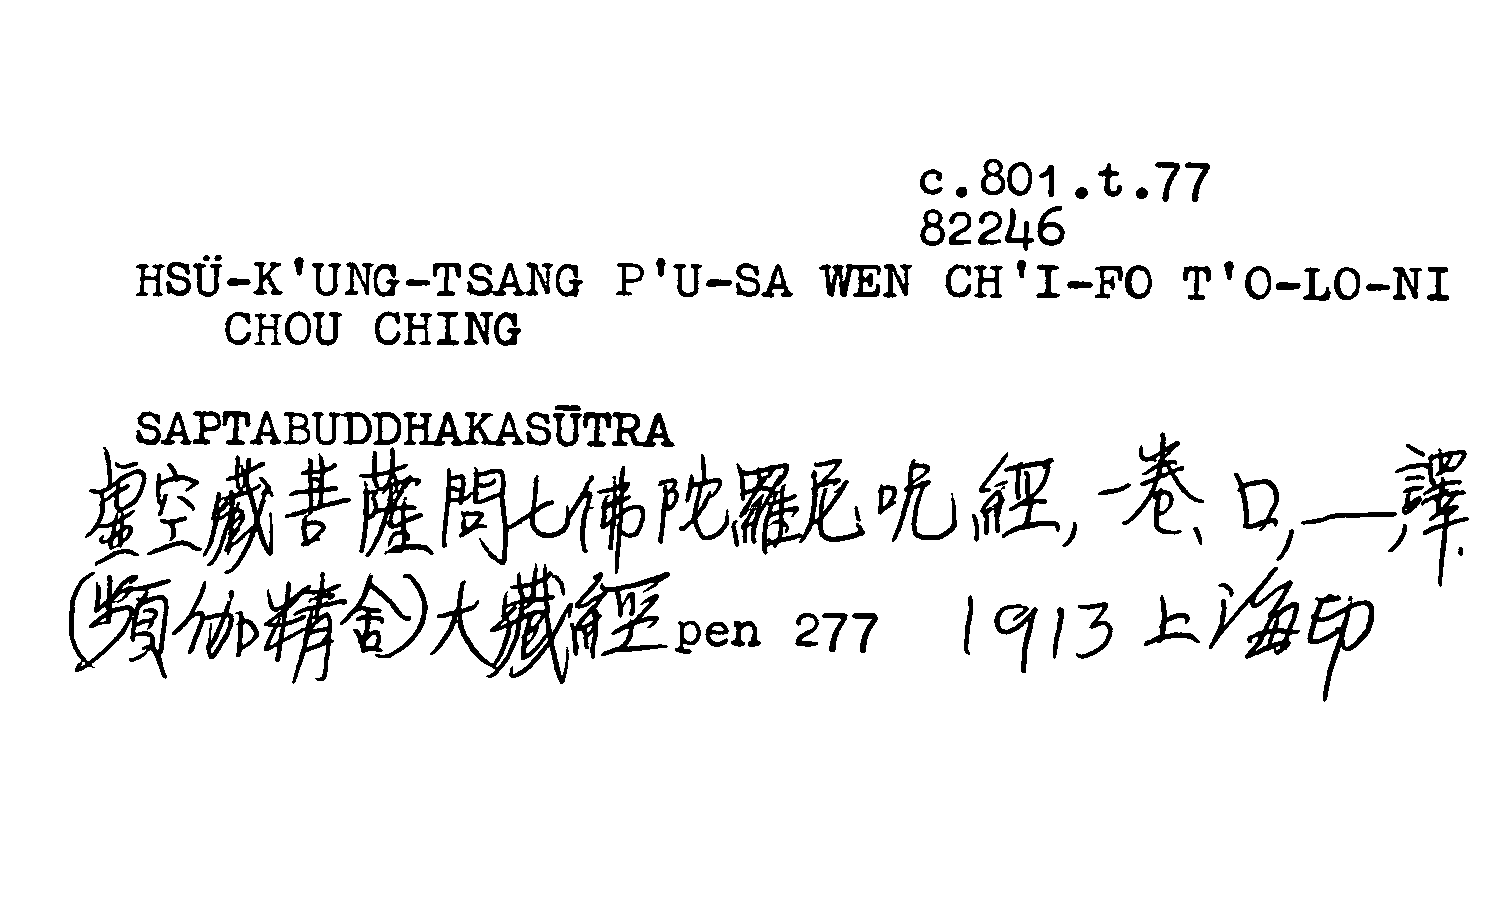 c.801.t.77
82246
HSÜ-K'UNG-TSANG P'U-SA WEN CH'I-FO T'O-LO-NI
CHOU CHING
SAPTABUDDHAKASŪTRA
虛空藏菩薩問七佛陀羅尼呪經, 一卷、口, ——, 譯.
(頻伽精舍) 大藏經 pen 277 1913 上海印